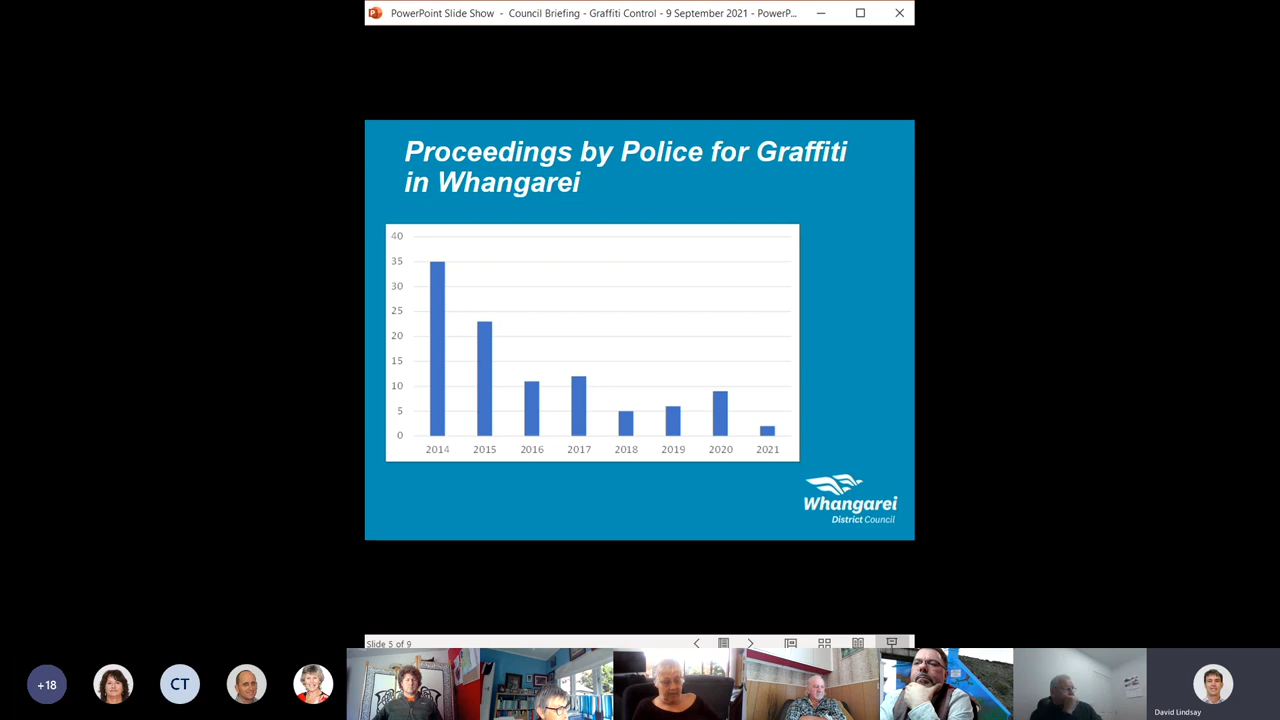 PowerPoint Slide Show - Council Briefing - Graffiti Control - 9 September 2021 - PowerP...
Proceedings by Police for Graffiti
in Whangarei
40
35
30
25
20
15
10
5
0
2014 2015 2016 2017 2018 2019 2020 2021
Whangarei
District Council
Slide 5 of 9
+18
CT
David Lindsay